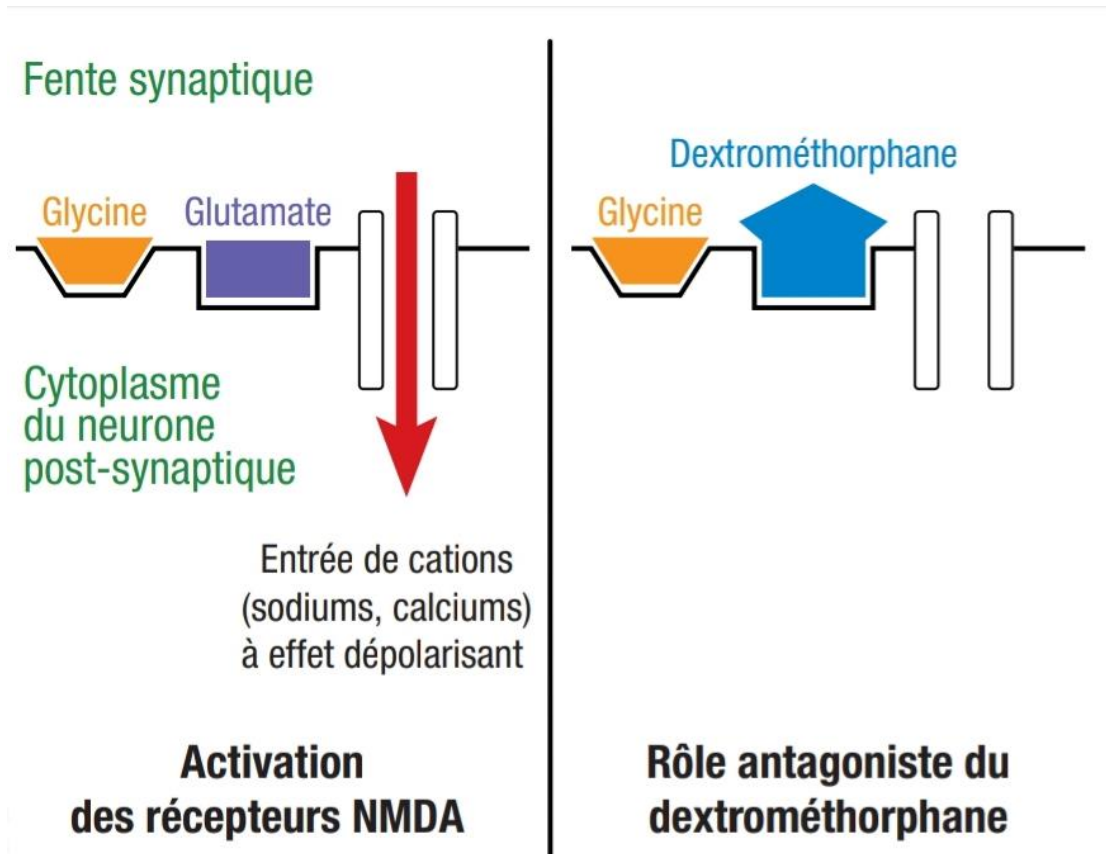 Fente synaptique
Glycine
Glutamate
Cytoplasme
du neurone
post-synaptique
Entrée de cations
(sodiums, calciums)
à effet dépolarisant
Activation
des récepteurs NMDA
Dextrométhorphane
Glycine
Rôle antagoniste du
dextrométhorphane